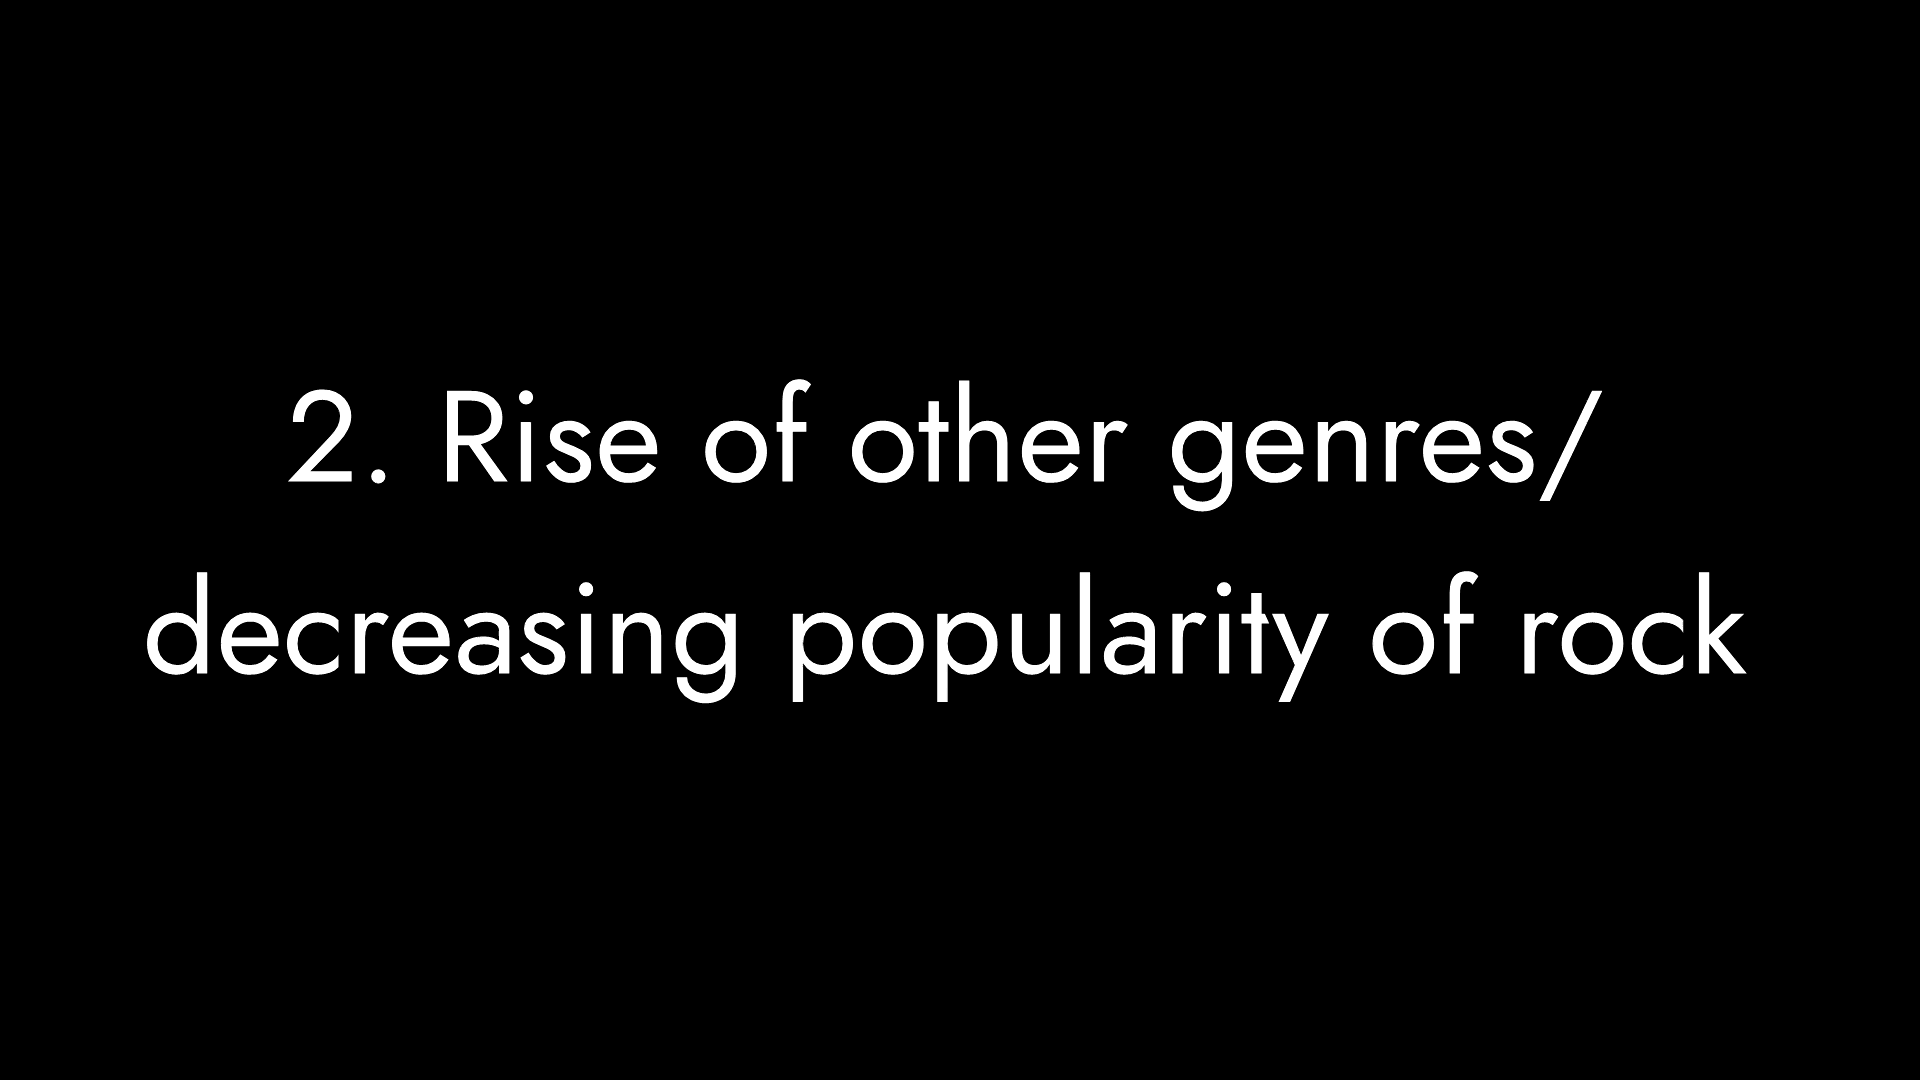 2. Rise of other genres/
decreasing popularity of rock